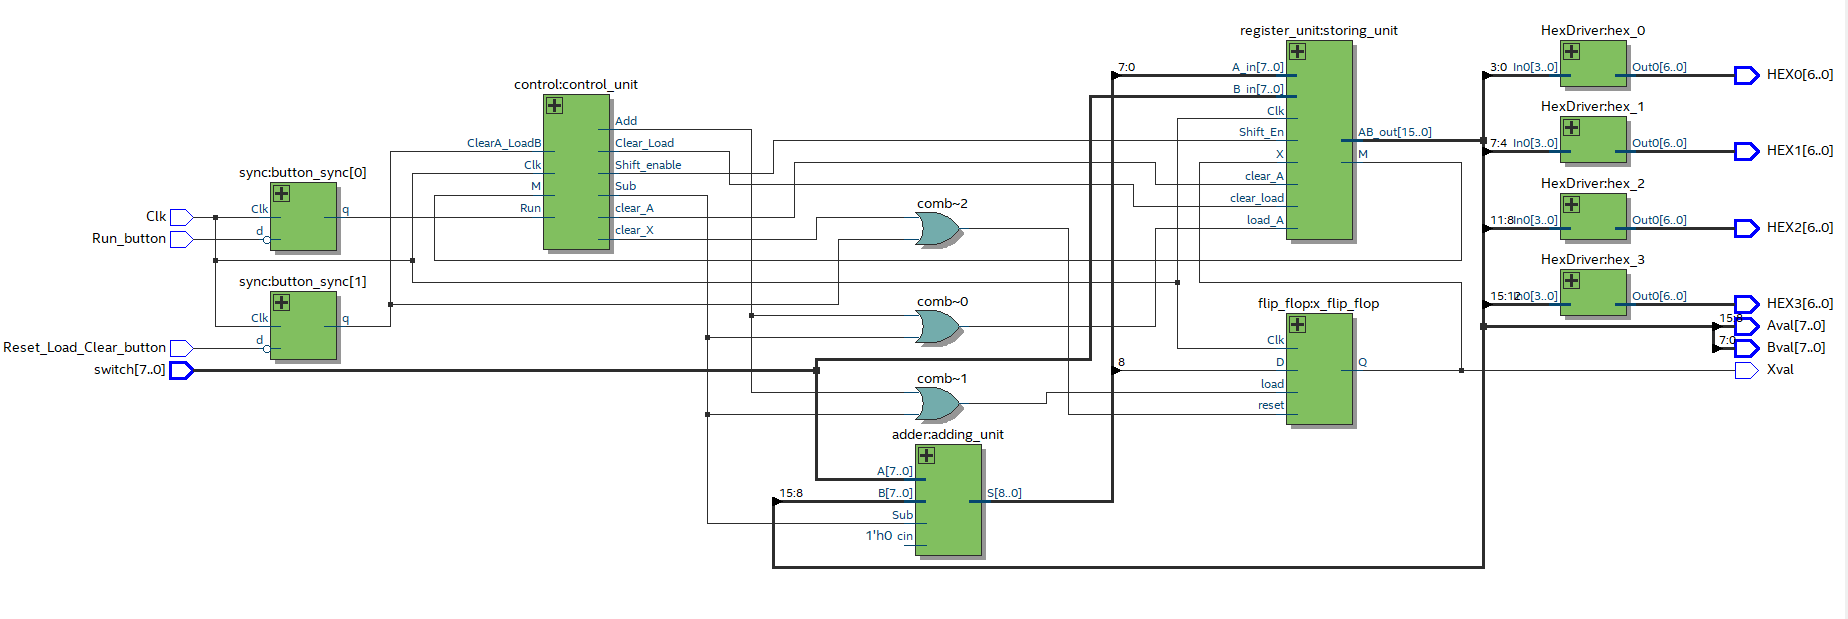 register_unit:storing_unit
A_in[7..0]
B_in[7..0]
Clk
Shift_En
X
clear_A
clear_load
load_A
AB_out[15..0]
M
7:0
HexDriver:hex_0
3:0
In0[3..0]
Out0[6..0]
HEX0[6..0]
HexDriver:hex_1
7:4
In0[3..0]
Out0[6..0]
HEX1[6..0]
HexDriver:hex_2
11:8
In0[3..0]
Out0[6..0]
HEX2[6..0]
HexDriver:hex_3
15:12
In0[3..0]
Out0[6..0]
HEX3[6..0]
15:8
Aval[7..0]
7:0
Bval[7..0]
Xval
control:control_unit
ClearA_LoadB
Clk
M
Run
Add
Clear_Load
Shift_enable
Sub
clear_A
clear_X
sync:button_sync[0]
Clk
d
q
Clk
Run_button
sync:button_sync[1]
Clk
d
q
Reset_Load_Clear_button
switch[7..0]
comb~2
comb~0
comb~1
flip_flop:x_flip_flop
Clk
D
load
reset
Q
8
adder:adding_unit
A[7..0]
15:8
B[7..0]
Sub
1'h0 cin
S[8..0]